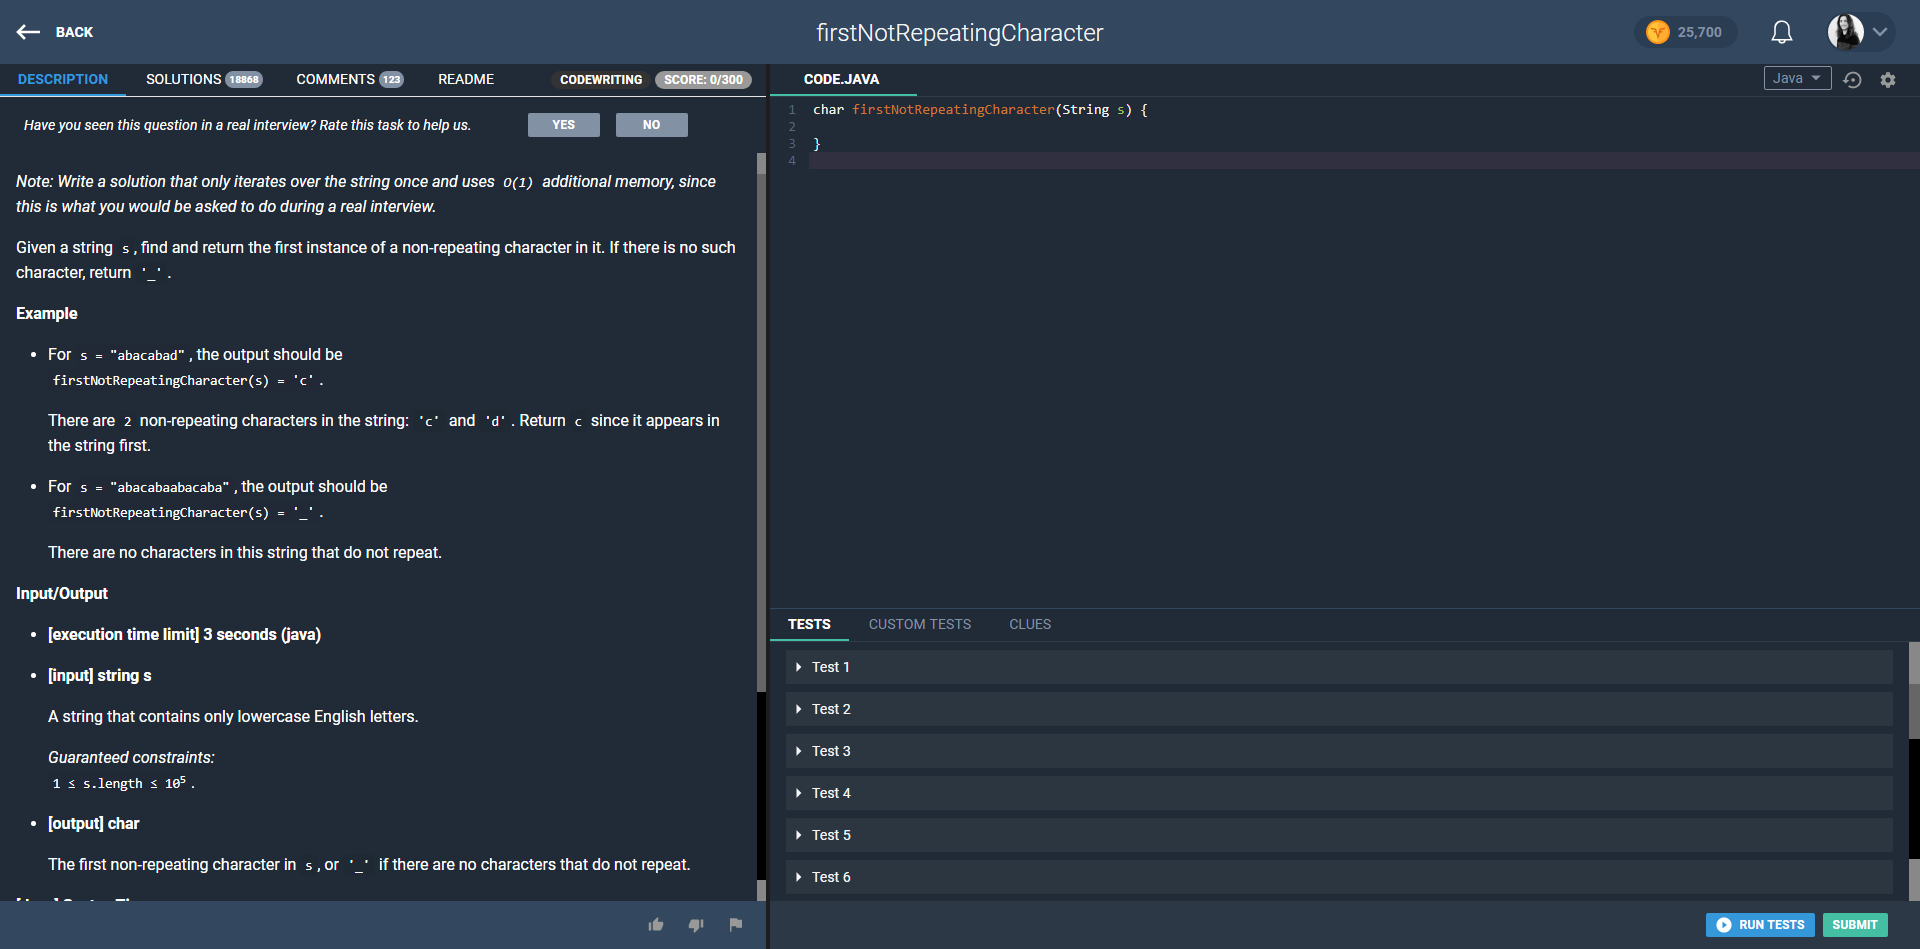 BACK
firstNotRepeatingCharacter
25,700
DESCRIPTION
SOLUTIONS 18868
COMMENTS 123
README
CODEWRITING
SCORE: 0/300
Have you seen this question in a real interview? Rate this task to help us.
YES
NO
Note: Write a solution that only iterates over the string once and uses O(1) additional memory, since
this is what you would be asked to do during a real interview.
Given a string s, find and return the first instance of a non-repeating character in it. If there is no such
character, return '_'.
Example
• For s = "abacabad", the output should be
firstNotRepeatingCharacter(s) = 'c'.
There are 2 non-repeating characters in the string: 'c' and 'd'. Return c since it appears in
the string first.
• For s = "abacabaabacaba", the output should be
firstNotRepeatingCharacter(s) = '_'.
There are no characters in this string that do not repeat.
Input/Output
• [execution time limit] 3 seconds (java)
• [input] string s
A string that contains only lowercase English letters.
Guaranteed constraints:
1 ≤ s.length ≤ 10⁵.
• [output] char
The first non-repeating character in s, or '_' if there are no characters that do not repeat.
CODE.JAVA
Java
1 char firstNotRepeatingCharacter(String s) {
2
3 }
4
TESTS
CUSTOM TESTS
CLUES
Test 1
Test 2
Test 3
Test 4
Test 5
Test 6
RUN TESTS
SUBMIT